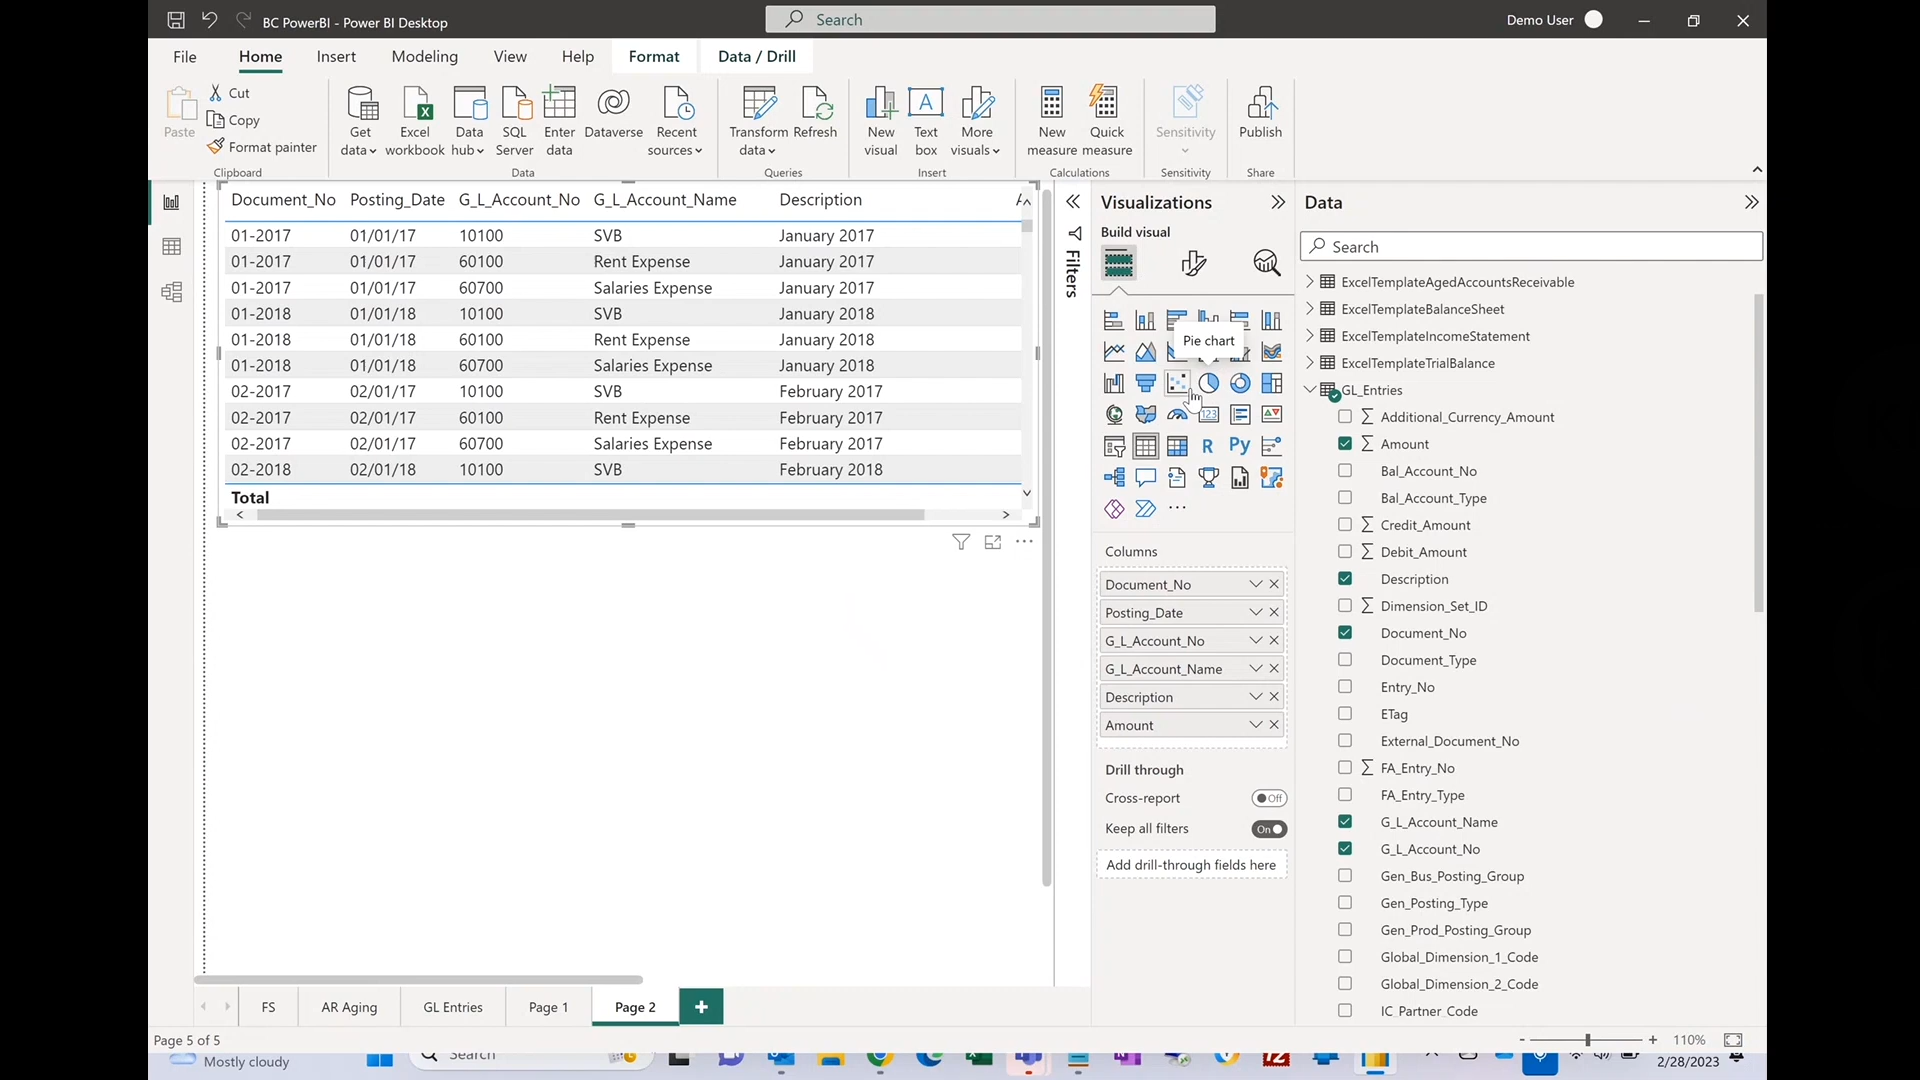 BC PowerBI - Power BI Desktop
Search
Demo User
File Home Insert Modeling View Help Format Data / Drill
Paste
Cut
Copy
Format painter
Clipboard
Get data
Excel workbook
Data hub
SQL Server
Enter data
Dataverse
Recent sources
Data
Transform data
Refresh
Queries
New visual
Text box
More visuals
Insert
New measure
Quick measure
Calculations
Sensitivity
Sensitivity
Publish
Share
Document_No Posting_Date G_L_Account_No G_L_Account_Name Description
01-2017 01/01/17 10100 SVB January 2017
01-2017 01/01/17 60100 Rent Expense January 2017
01-2017 01/01/17 60700 Salaries Expense January 2017
01-2018 01/01/18 10100 SVB January 2018
01-2018 01/01/18 60100 Rent Expense January 2018
01-2018 01/01/18 60700 Salaries Expense January 2018
02-2017 02/01/17 10100 SVB February 2017
02-2017 02/01/17 60100 Rent Expense February 2017
02-2017 02/01/17 60700 Salaries Expense February 2017
02-2018 02/01/18 10100 SVB February 2018
Total
Filters
Visualizations
Build visual
Pie chart
123
R Py
Columns
Document_No
Posting_Date
G_L_Account_No
G_L_Account_Name
Description
Amount
Drill through
Cross-report Off
Keep all filters On
Add drill-through fields here
Data
Search
ExcelTemplateAgedAccountsReceivable
ExcelTemplateBalanceSheet
ExcelTemplateIncomeStatement
ExcelTemplateTrialBalance
GL_Entries
∑ Additional_Currency_Amount
∑ Amount
Bal_Account_No
Bal_Account_Type
∑ Credit_Amount
∑ Debit_Amount
Description
∑ Dimension_Set_ID
Document_No
Document_Type
Entry_No
ETag
External_Document_No
∑ FA_Entry_No
FA_Entry_Type
G_L_Account_Name
G_L_Account_No
Gen_Bus_Posting_Group
Gen_Posting_Type
Gen_Prod_Posting_Group
Global_Dimension_1_Code
Global_Dimension_2_Code
IC_Partner_Code
FS AR Aging GL Entries Page 1 Page 2 +
Page 5 of 5
- + 110%
Mostly cloudy
Search
2/28/2023